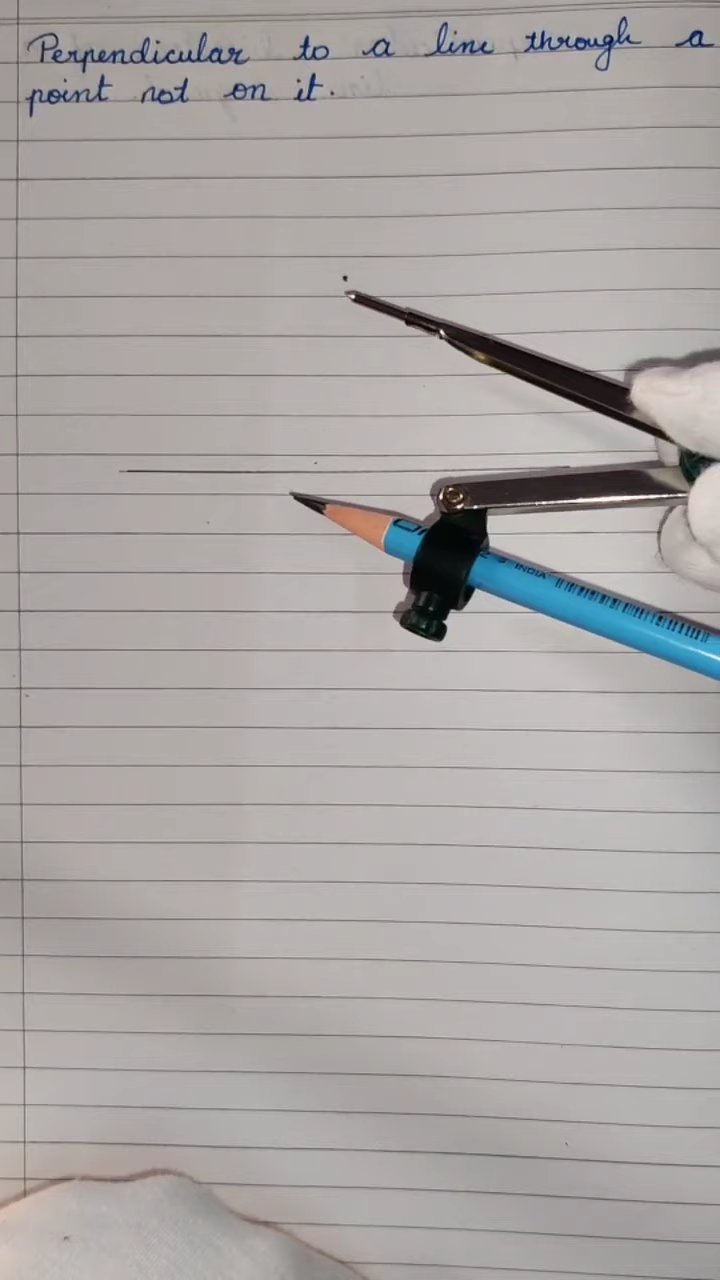 Perpendicular to a line through a
point not on it.